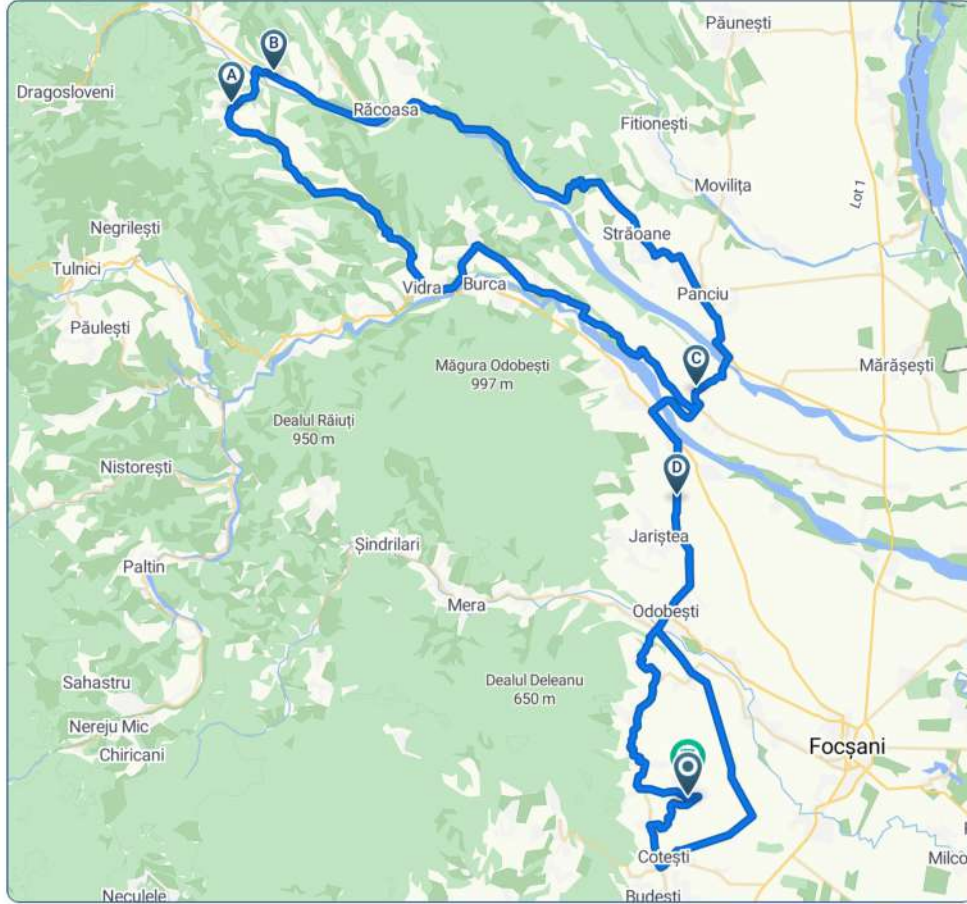 Păunești
B
A
Dragosloveni
Răcoasa
Fitionești
Movilița
Lot 1
Negrilești
Străoane
Tulnici
Vidra
Burca
Panciu
Păulești
Măgura Odobești
997 m
C
Mărășești
Dealul Răiuți
950 m
D
Nistorești
Jariștea
Șindrilari
Paltin
Mera
Odobești
Sahastru
Dealul Deleanu
650 m
Nereju Mic
Chiricani
Focșani
Cotești
Milco
Neculele
Budești